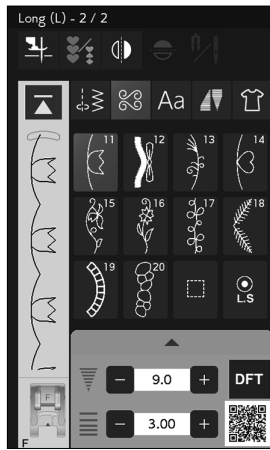 Long (L) - 2 / 2
Aa
11 12 13 14
15 16 17 18
19 20 L.S
F
− 9.0 + DFT
− 3.00 +
F